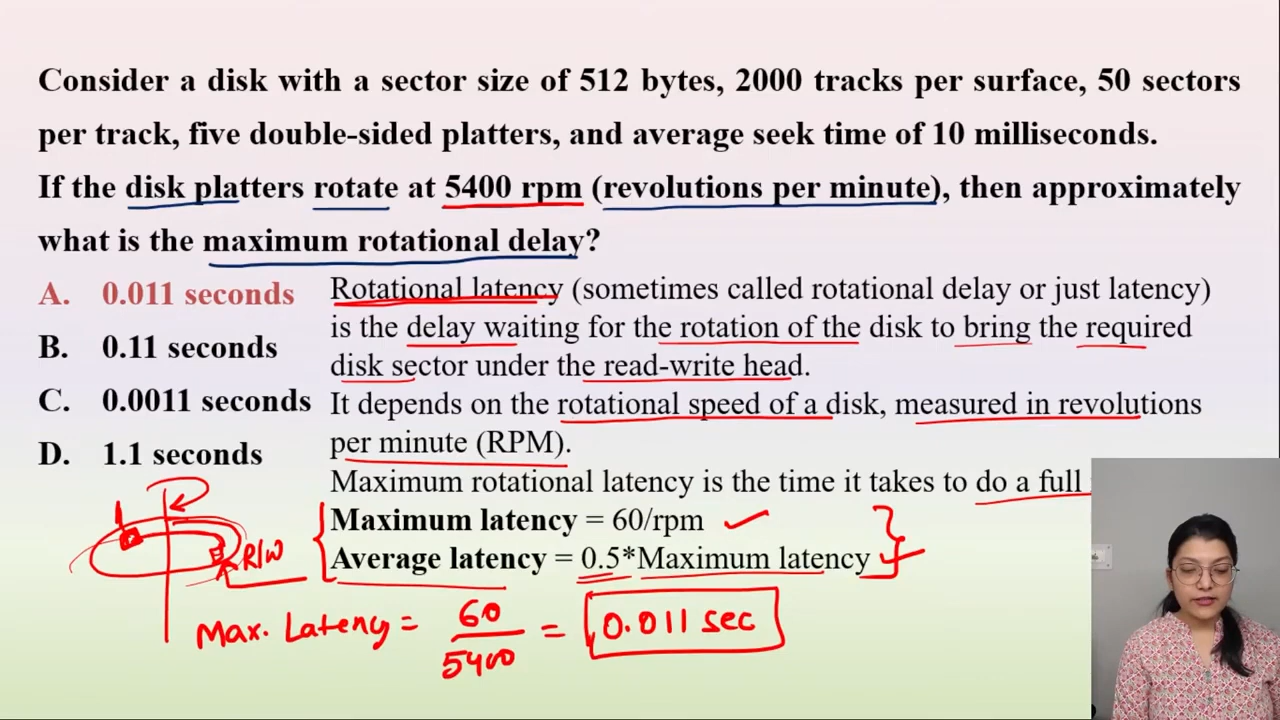 Consider a disk with a sector size of 512 bytes, 2000 tracks per surface, 50 sectors
per track, five double-sided platters, and average seek time of 10 milliseconds.
If the disk platters rotate at 5400 rpm (revolutions per minute), then approximately
what is the maximum rotational delay?
A. 0.011 seconds
B. 0.11 seconds
C. 0.0011 seconds
D. 1.1 seconds
Rotational latency (sometimes called rotational delay or just latency)
is the delay waiting for the rotation of the disk to bring the required
disk sector under the read-write head.
It depends on the rotational speed of a disk, measured in revolutions
per minute (RPM).
Maximum rotational latency is the time it takes to do a full
Maximum latency = 60/rpm
Average latency = 0.5*Maximum latency
R/W
Max. Latency = 60/5400 = 0.011 sec